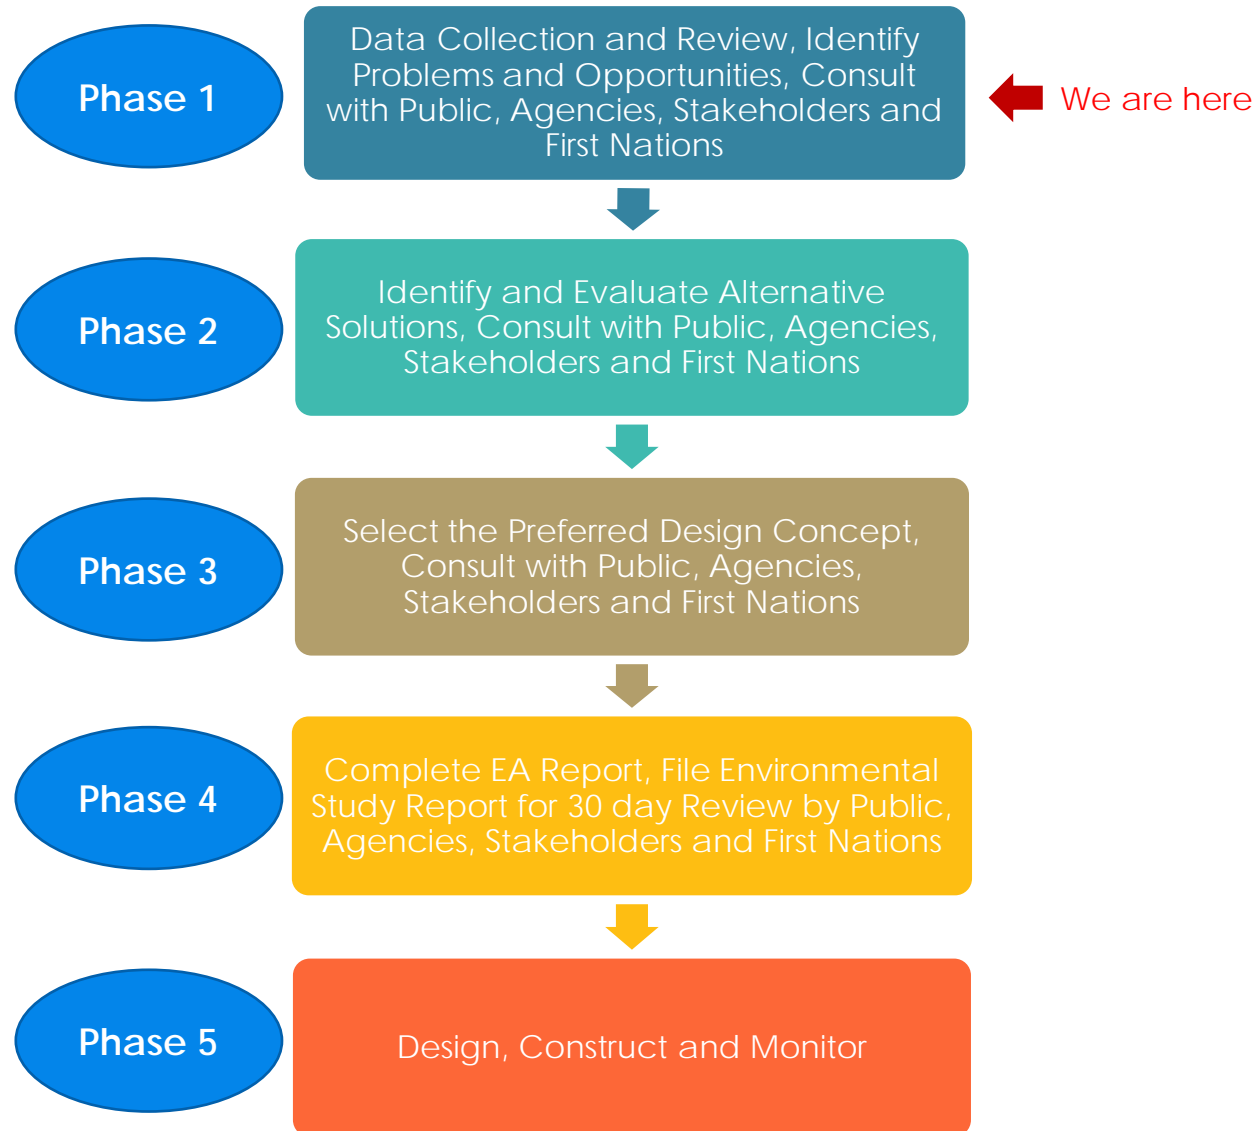 Phase 1
Data Collection and Review, Identify
Problems and Opportunities, Consult
with Public, Agencies, Stakeholders and
First Nations
We are here
Phase 2
Identify and Evaluate Alternative
Solutions, Consult with Public, Agencies,
Stakeholders and First Nations
Phase 3
Select the Preferred Design Concept,
Consult with Public, Agencies,
Stakeholders and First Nations
Phase 4
Complete EA Report, File Environmental
Study Report for 30 day Review by Public,
Agencies, Stakeholders and First Nations
Phase 5
Design, Construct and Monitor